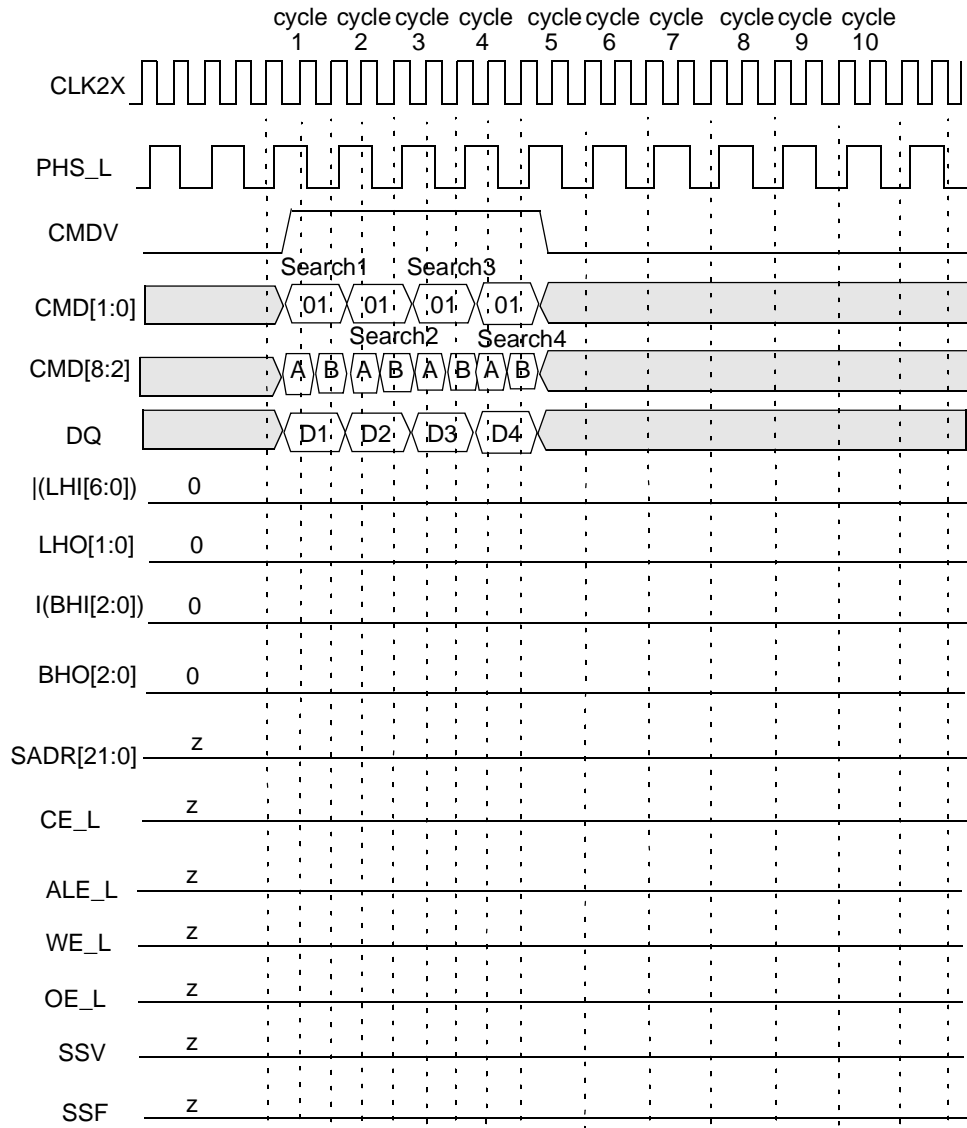 cycle cycle cycle cycle cycle cycle cycle cycle cycle cycle
1 2 3 4 5 6 7 8 9 10
CLK2X
PHS_L
CMDV
Search1 Search3
CMD[1:0] 01 01 01 01
Search2 Search4
CMD[8:2] A B A B A B A B
DQ D1 D2 D3 D4
|(LHI[6:0]) 0
LHO[1:0] 0
I(BHI[2:0]) 0
BHO[2:0] 0
SADR[21:0] z
CE_L z
ALE_L z
WE_L z
OE_L z
SSV z
SSF z